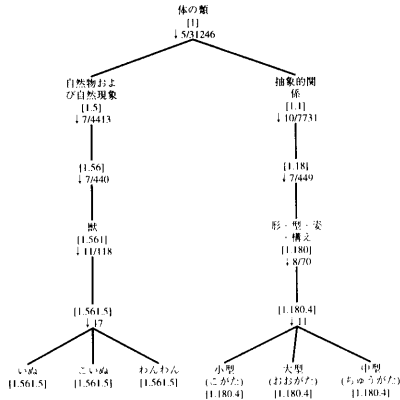 体の類
[1]
↓5/31246
自然物およ
び自然現象
[1.5]
↓7/4413
抽象的関
係
[1.1]
↓10/7731
[1.56]
↓7/440
[1.18]
↓7/449
獣
[1.561]
↓11/118
形・型・姿
・構え
[1.180]
↓8/70
[1.561.5]
↓17
[1.180.4]
↓11
いぬ
[1.561.5]
こいぬ
[1.561.5]
わんわん
[1.561.5]
小型
(こがた)
[1.180.4]
大型
(おおがた)
[1.180.4]
中型
(ちゅうがた)
[1.180.4]